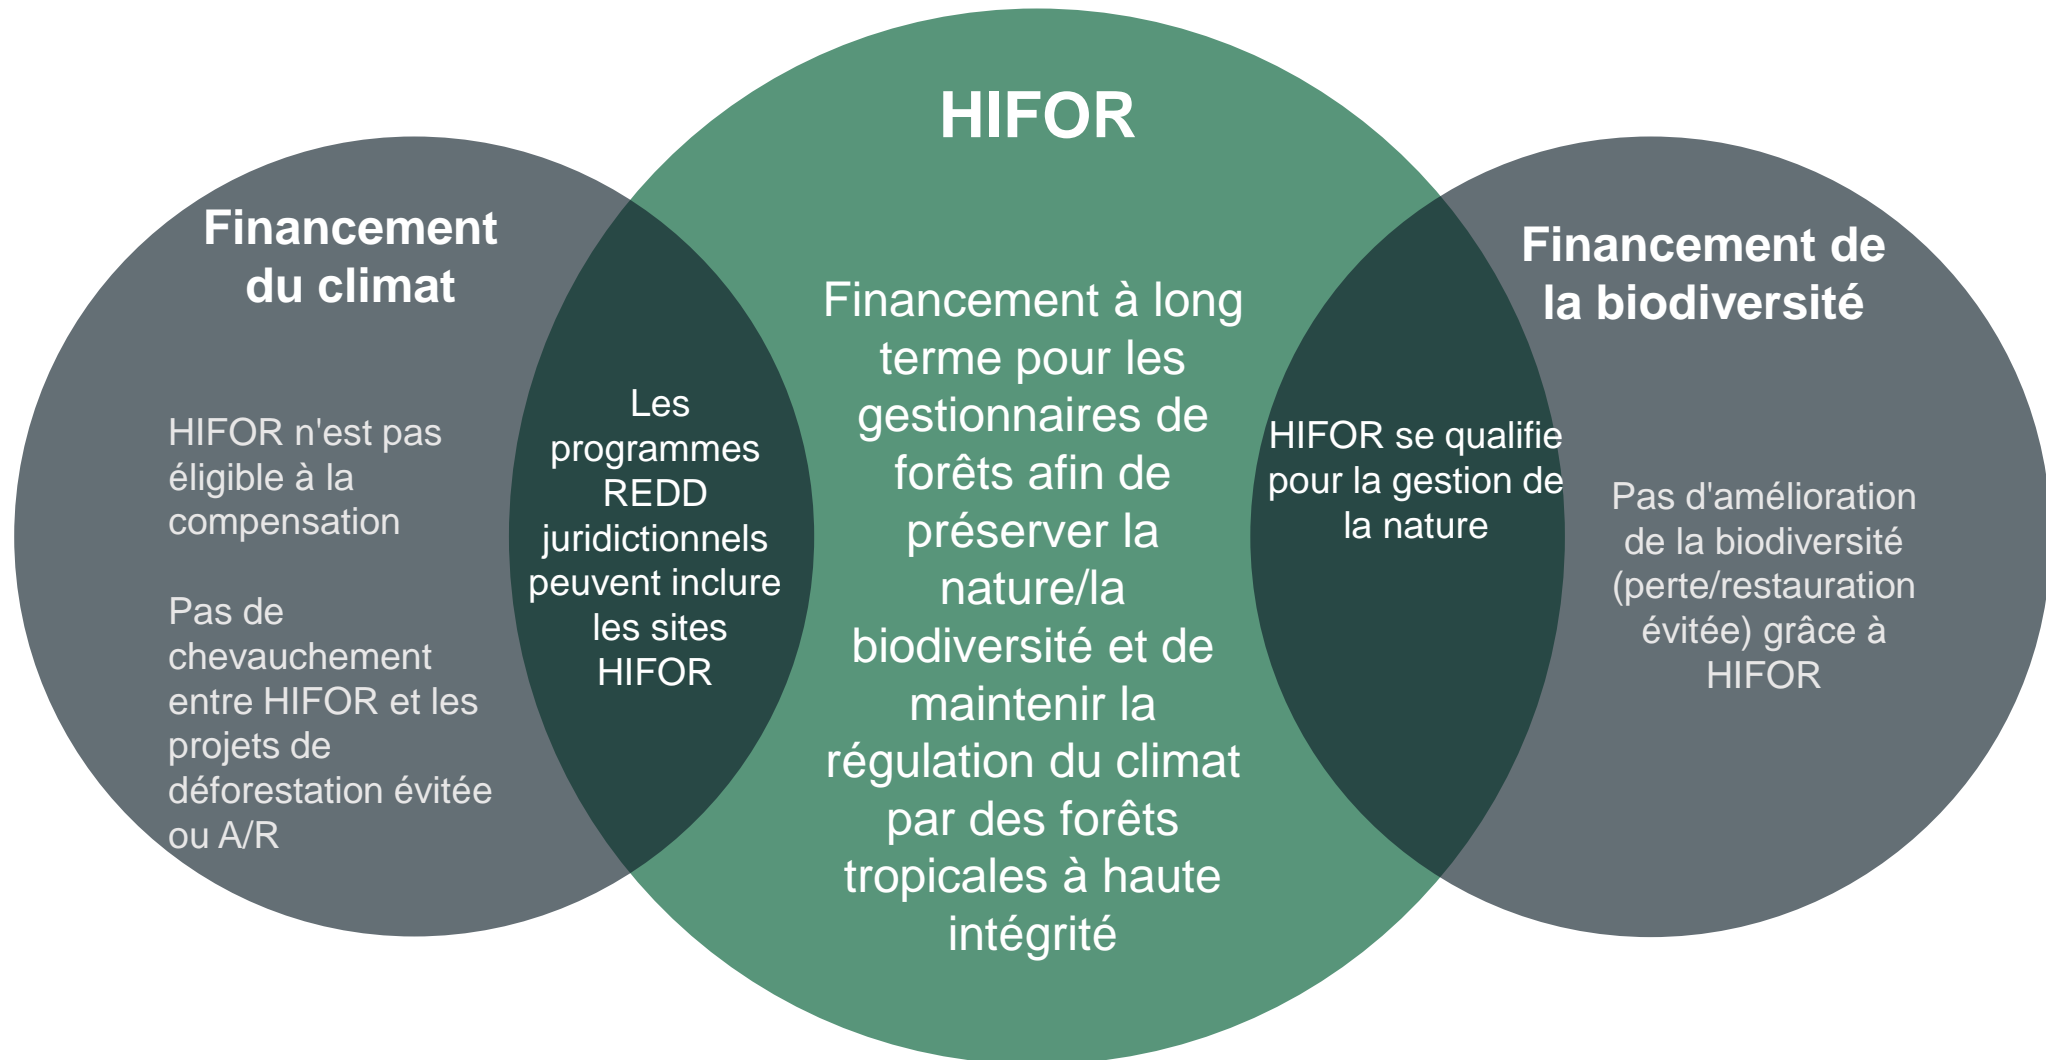 HIFOR
Financement
du climat
HIFOR n'est pas
éligible à la
compensation
Pas de
chevauchement
entre HIFOR et les
projets de
déforestation évitée
ou A/R
Les
programmes
REDD
juridictionnels
peuvent inclure
les sites
HIFOR
Financement à long
terme pour les
gestionnaires de
forêts afin de
préserver la
nature/la
biodiversité et de
maintenir la
régulation du climat
par des forêts
tropicales à haute
intégrité
HIFOR se qualifie
pour la gestion de
la nature
Financement de
la biodiversité
Pas d'amélioration
de la biodiversité
(perte/restauration
évitée) grâce à
HIFOR